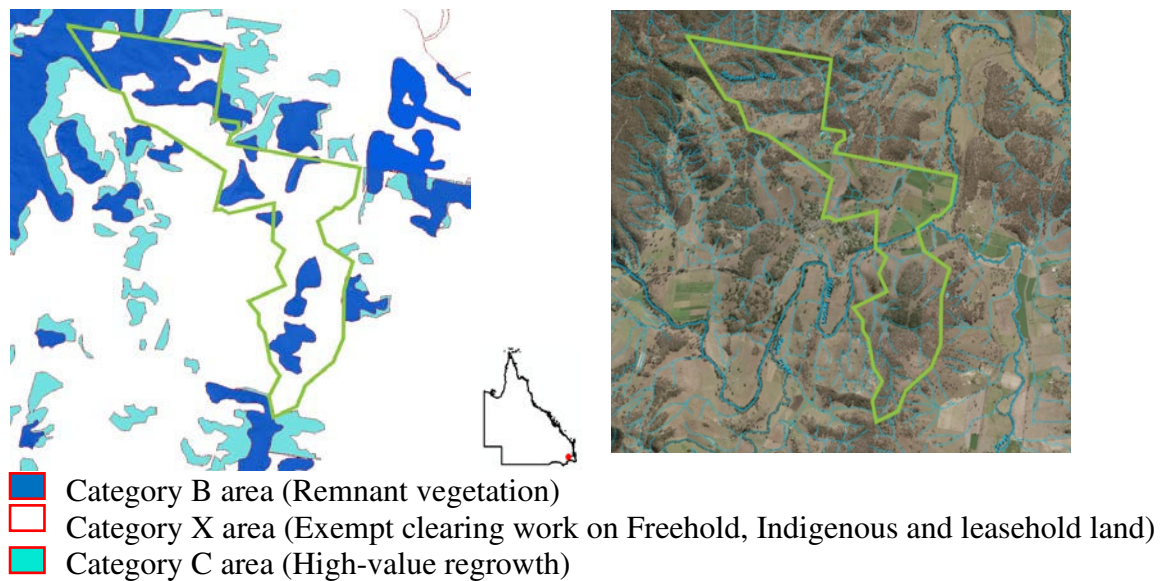 Category B area (Remnant vegetation)
Category X area (Exempt clearing work on Freehold, Indigenous and leasehold land)
Category C area (High-value regrowth)